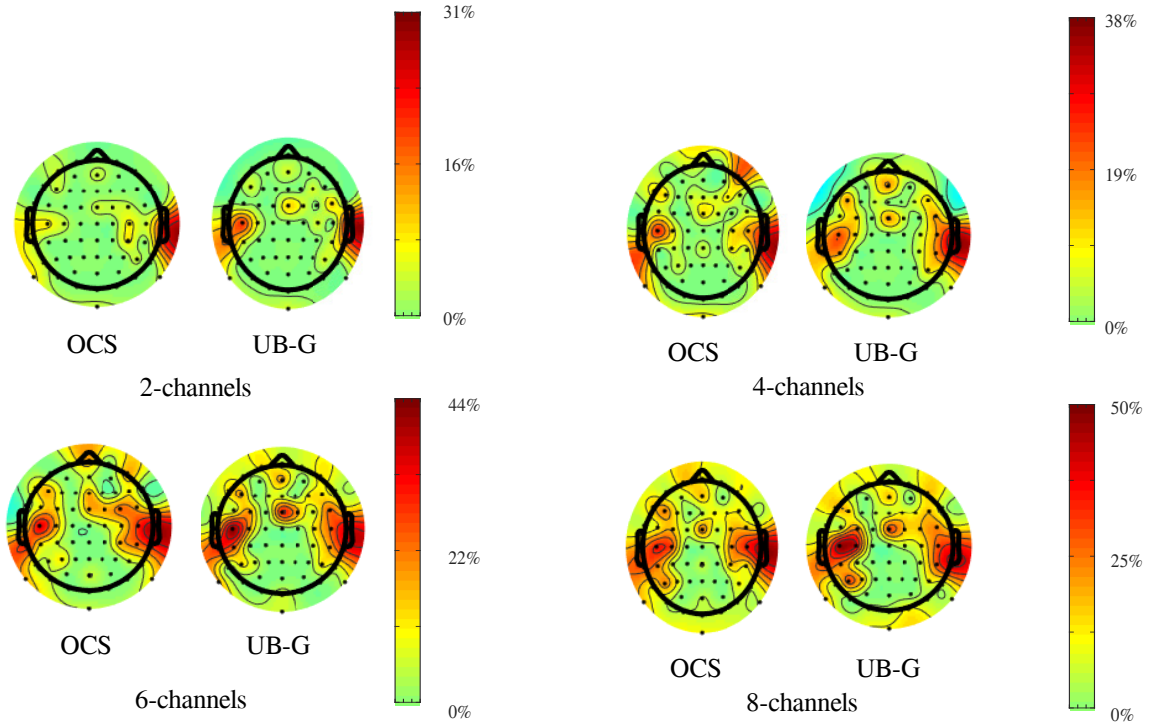 31%
16%
0%
OCS
UB-G
2-channels
38%
19%
0%
OCS
UB-G
4-channels
44%
22%
0%
OCS
UB-G
6-channels
50%
25%
0%
OCS
UB-G
8-channels